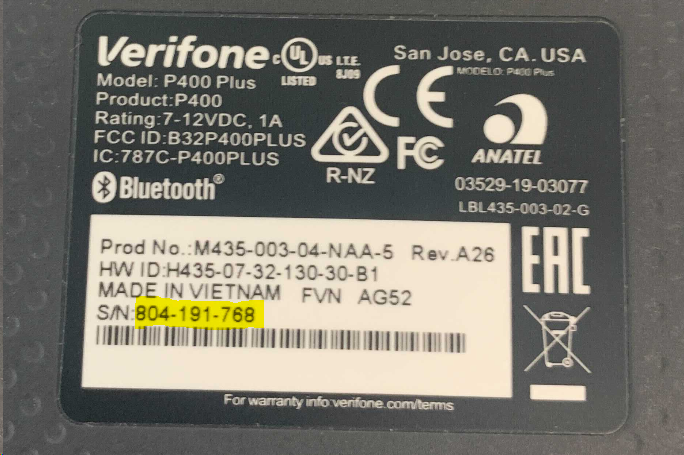 Verifone
C UL US I.T.E.
LISTED 8J09
San Jose, CA. USA
Model: P400 Plus
MODELO: P400 Plus
Product:P400
Rating:7-12VDC, 1A
FCC ID:B32P400PLUS
IC:787C-P400PLUS
CE
R-NZ
FC
ANATEL
Bluetooth®
03529-19-03077
LBL435-003-02-G
Prod No.:M435-003-04-NAA-5 Rev.A26
HW ID:H435-07-32-130-30-B1
MADE IN VIETNAM FVN AG52
S/N:804-191-768
EAC
For warranty info:verifone.com/terms